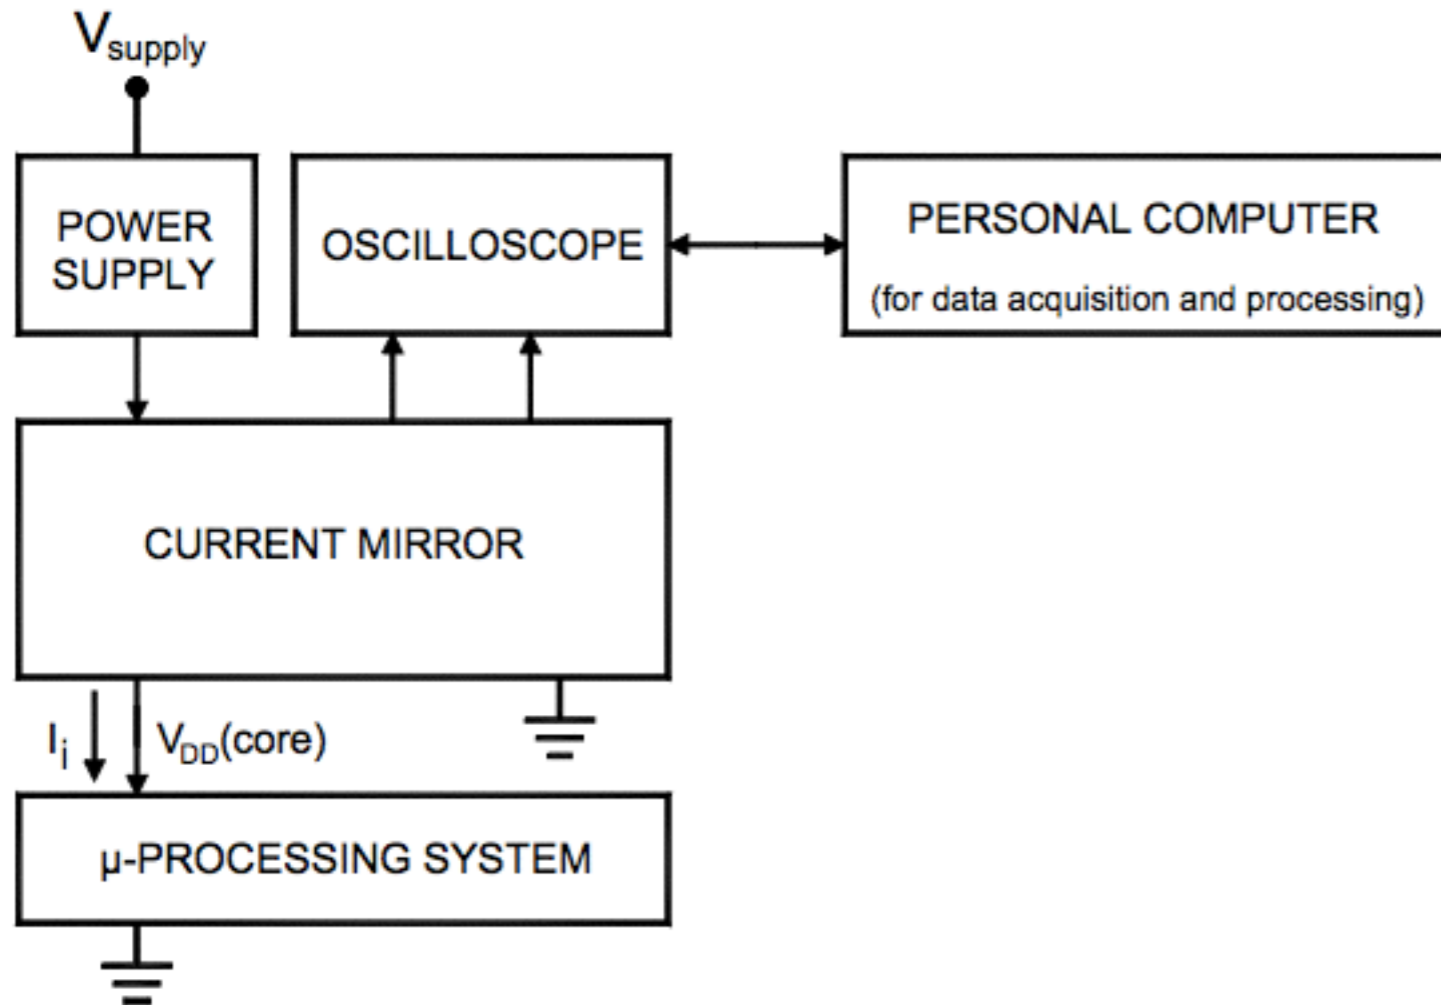 Vsupply
POWER
SUPPLY
OSCILLOSCOPE
PERSONAL COMPUTER
(for data acquisition and processing)
CURRENT MIRROR
Ii
VDD(core)
µ-PROCESSING SYSTEM